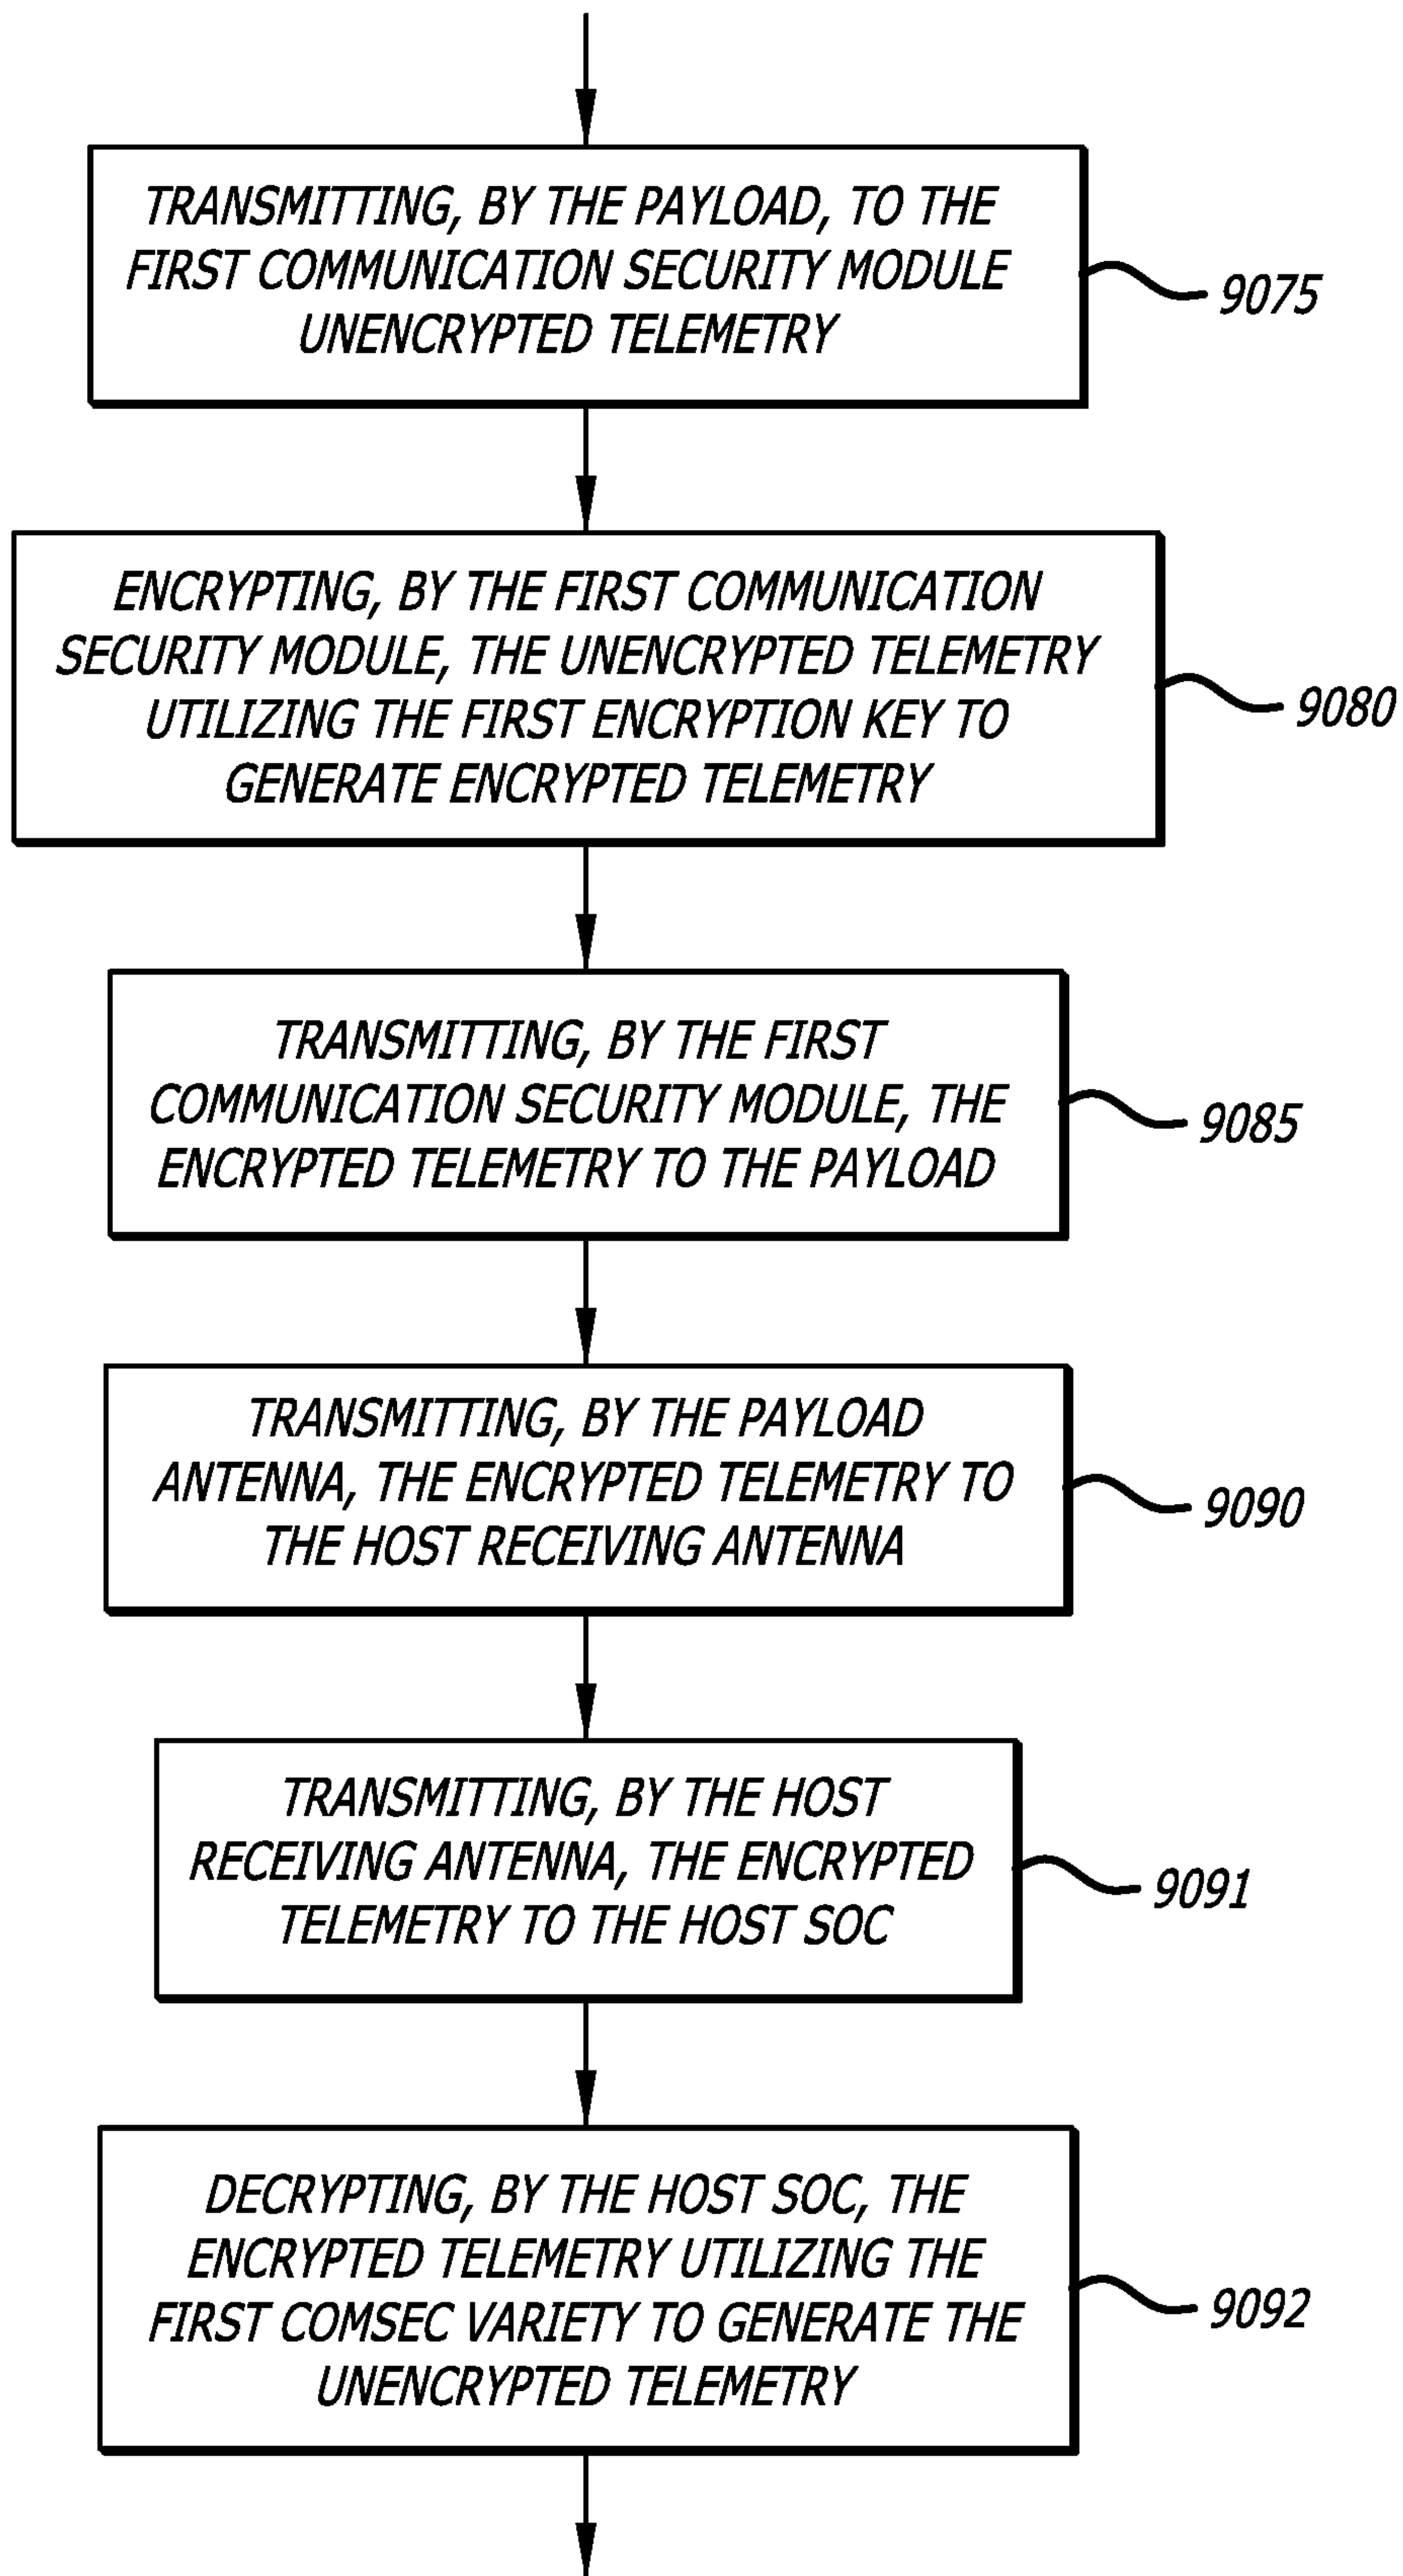 TRANSMITTING, BY THE PAYLOAD, TO THE
FIRST COMMUNICATION SECURITY MODULE
UNENCRYPTED TELEMETRY
9075
ENCRYPTING, BY THE FIRST COMMUNICATION
SECURITY MODULE, THE UNENCRYPTED TELEMETRY
UTILIZING THE FIRST ENCRYPTION KEY TO
GENERATE ENCRYPTED TELEMETRY
9080
TRANSMITTING, BY THE FIRST
COMMUNICATION SECURITY MODULE, THE
ENCRYPTED TELEMETRY TO THE PAYLOAD
9085
TRANSMITTING, BY THE PAYLOAD
ANTENNA, THE ENCRYPTED TELEMETRY TO
THE HOST RECEIVING ANTENNA
9090
TRANSMITTING, BY THE HOST
RECEIVING ANTENNA, THE ENCRYPTED
TELEMETRY TO THE HOST SOC
9091
DECRYPTING, BY THE HOST SOC, THE
ENCRYPTED TELEMETRY UTILIZING THE
FIRST COMSEC VARIETY TO GENERATE THE
UNENCRYPTED TELEMETRY
9092